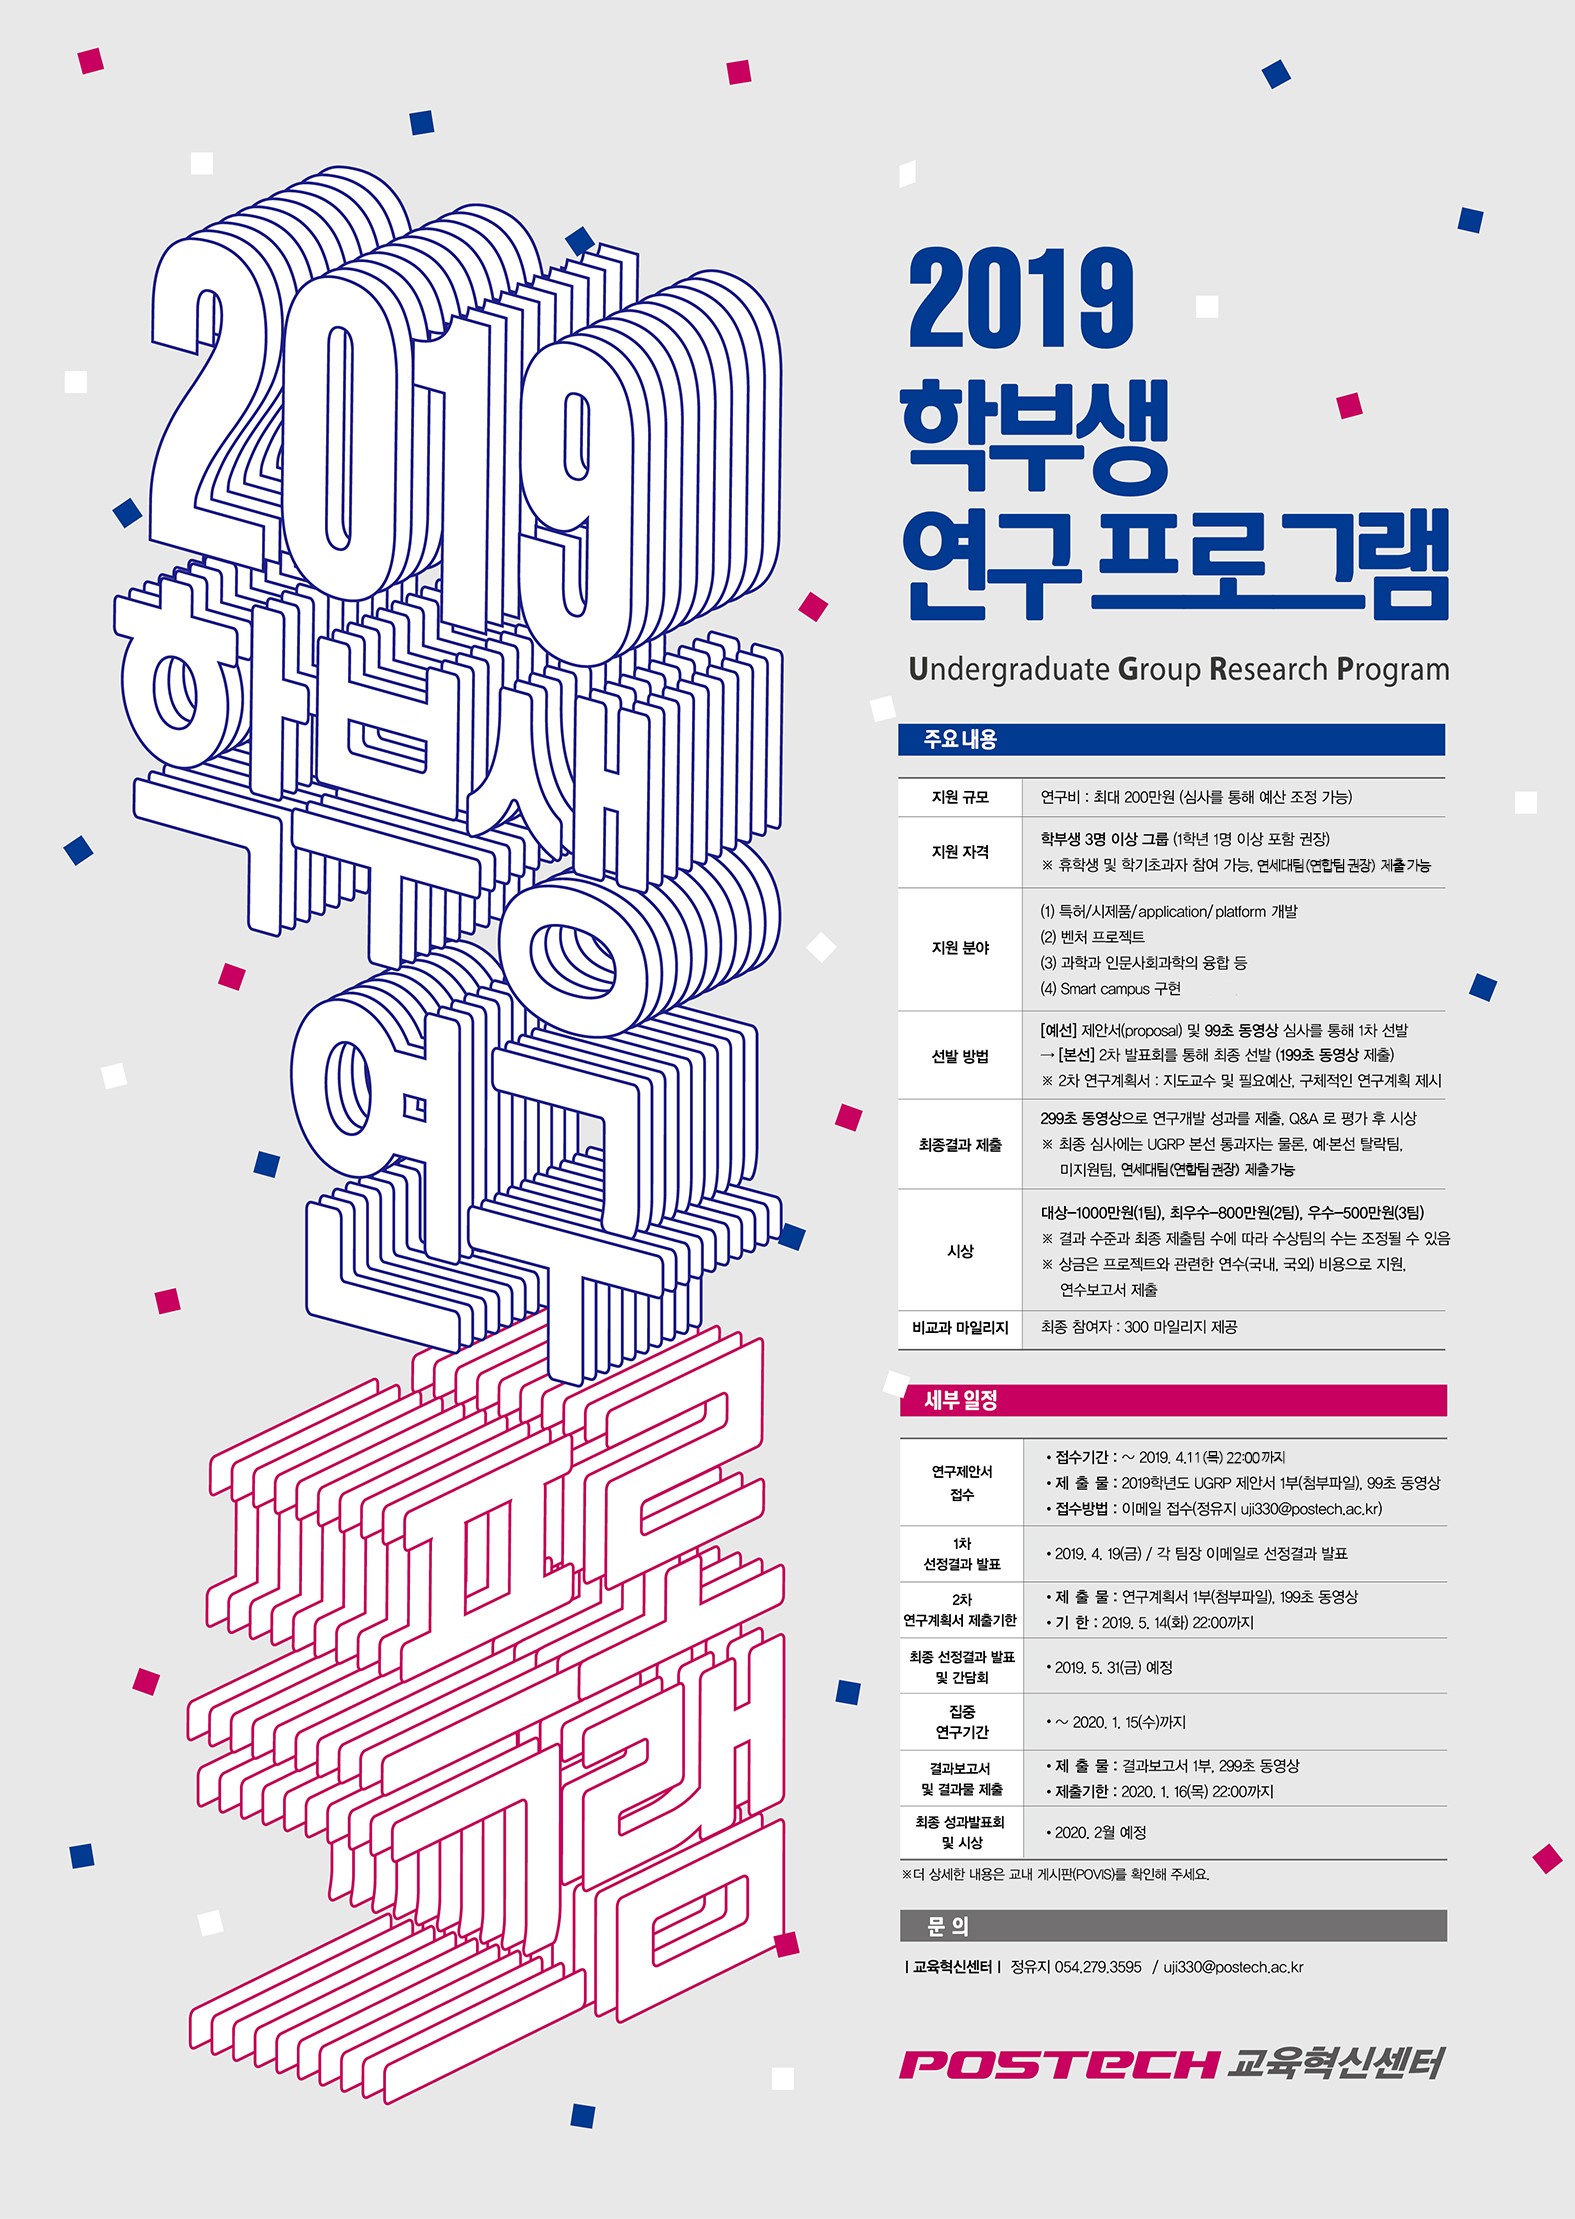 2019
학부생
연구
프로
그램
2019
학부생
연구프로그램
Undergraduate Group Research Program
주요 내용
지원 규모
연구비 : 최대 200만원 (심사를 통해 예산 조정 가능)
지원 자격
학부생 3명 이상 그룹 (1학년 1명 이상 포함 권장)
※ 휴학생 및 학기초과자 참여 가능, 연세대팀(연합팀 권장) 제출가능
지원 분야
(1) 특허/시제품/application/platform 개발
(2) 벤처 프로젝트
(3) 과학과 인문사회과학의 융합 등
(4) Smart campus 구현
선발 방법
[예선] 제안서(proposal) 및 99초 동영상 심사를 통해 1차 선발
→ [본선] 2차 발표회를 통해 최종 선발 (199초 동영상 제출)
※ 2차 연구계획서 : 지도교수 및 필요예산, 구체적인 연구계획 제시
최종결과 제출
299초 동영상으로 연구개발 성과를 제출, Q&A 로 평가 후 시상
※ 최종 심사에는 UGRP 본선 통과자는 물론, 예·본선 탈락팀,
미지원팀, 연세대팀(연합팀 권장) 제출가능
시상
대상-1000만원(1팀), 최우수-800만원(2팀), 우수-500만원(3팀)
※ 결과 수준과 최종 제출팀 수에 따라 수상팀의 수는 조정될 수 있음
※ 상금은 프로젝트와 관련한 연수(국내, 국외) 비용으로 지원,
연수보고서 제출
비교과 마일리지
최종 참여자 : 300 마일리지 제공
세부 일정
연구제안서
접수
• 접수기간 : ~ 2019. 4.11(목) 22:00까지
• 제 출 물 : 2019학년도 UGRP 제안서 1부(첨부파일), 99초 동영상
• 접수방법 : 이메일 접수(정유지 uji330@postech.ac.kr)
1차
선정결과 발표
• 2019. 4. 19(금) / 각 팀장 이메일로 선정결과 발표
2차
연구계획서 제출기한
• 제 출 물 : 연구계획서 1부(첨부파일), 199초 동영상
• 기 한 : 2019. 5. 14(화) 22:00까지
최종 선정결과 발표
및 간담회
• 2019. 5. 31(금) 예정
집중
연구기간
• ~ 2020. 1. 15(수)까지
결과보고서
및 결과물 제출
• 제 출 물 : 결과보고서 1부, 299초 동영상
• 제출기한 : 2020. 1. 16(목) 22:00까지
최종 성과발표회
및 시상
• 2020. 2월 예정
※더 상세한 내용은 교내 게시판(POVIS)를 확인해 주세요.
문 의
| 교육혁신센터 | 정유지 054.279.3595 / uji330@postech.ac.kr
POSTECH 교육혁신센터